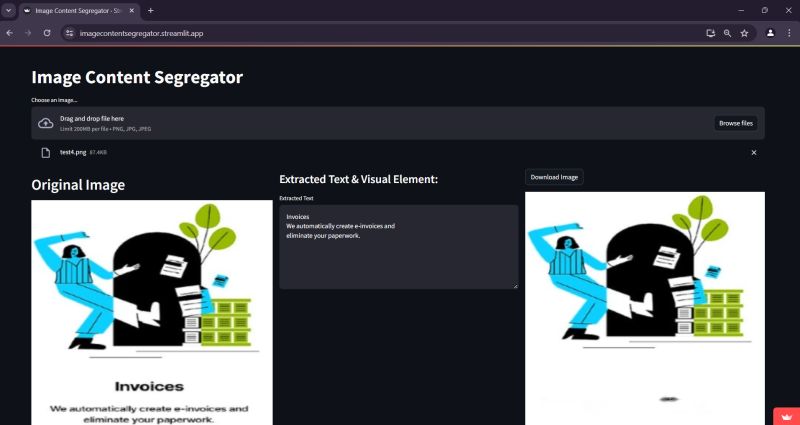 Image Content Segregator - Str
imagecontentsegregator.streamlit.app
Image Content Segregator
Choose an image...
Drag and drop file here
Limit 200MB per file • PNG, JPG, JPEG
Browse files
test4.png 87.4KB
Original Image
Extracted Text & Visual Element:
Download Image
Extracted Text
Invoices
We automatically create e-invoices and
eliminate your paperwork.
Invoices
We automatically create e-invoices and
eliminate your paperwork.